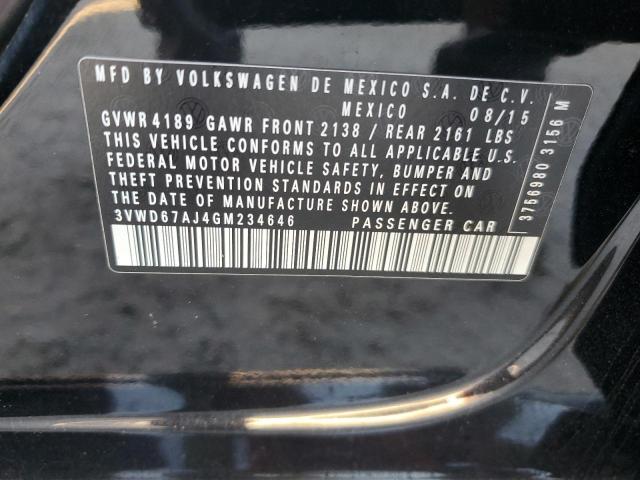 MFD BY VOLKSWAGEN DE MEXICO S.A. DE C.V.
MEXICO 08/15
GVWR 4189 GAWR FRONT 2138 / REAR 2161 LBS
THIS VEHICLE CONFORMS TO ALL APPLICABLE U.S.
FEDERAL MOTOR VEHICLE SAFETY, BUMPER AND
THEFT PREVENTION STANDARDS IN EFFECT ON
THE DATE OF MANUFACTURE SHOWN ABOVE.
3VWD67AJ4GM234646 PASSENGER CAR
3756980 3156 M